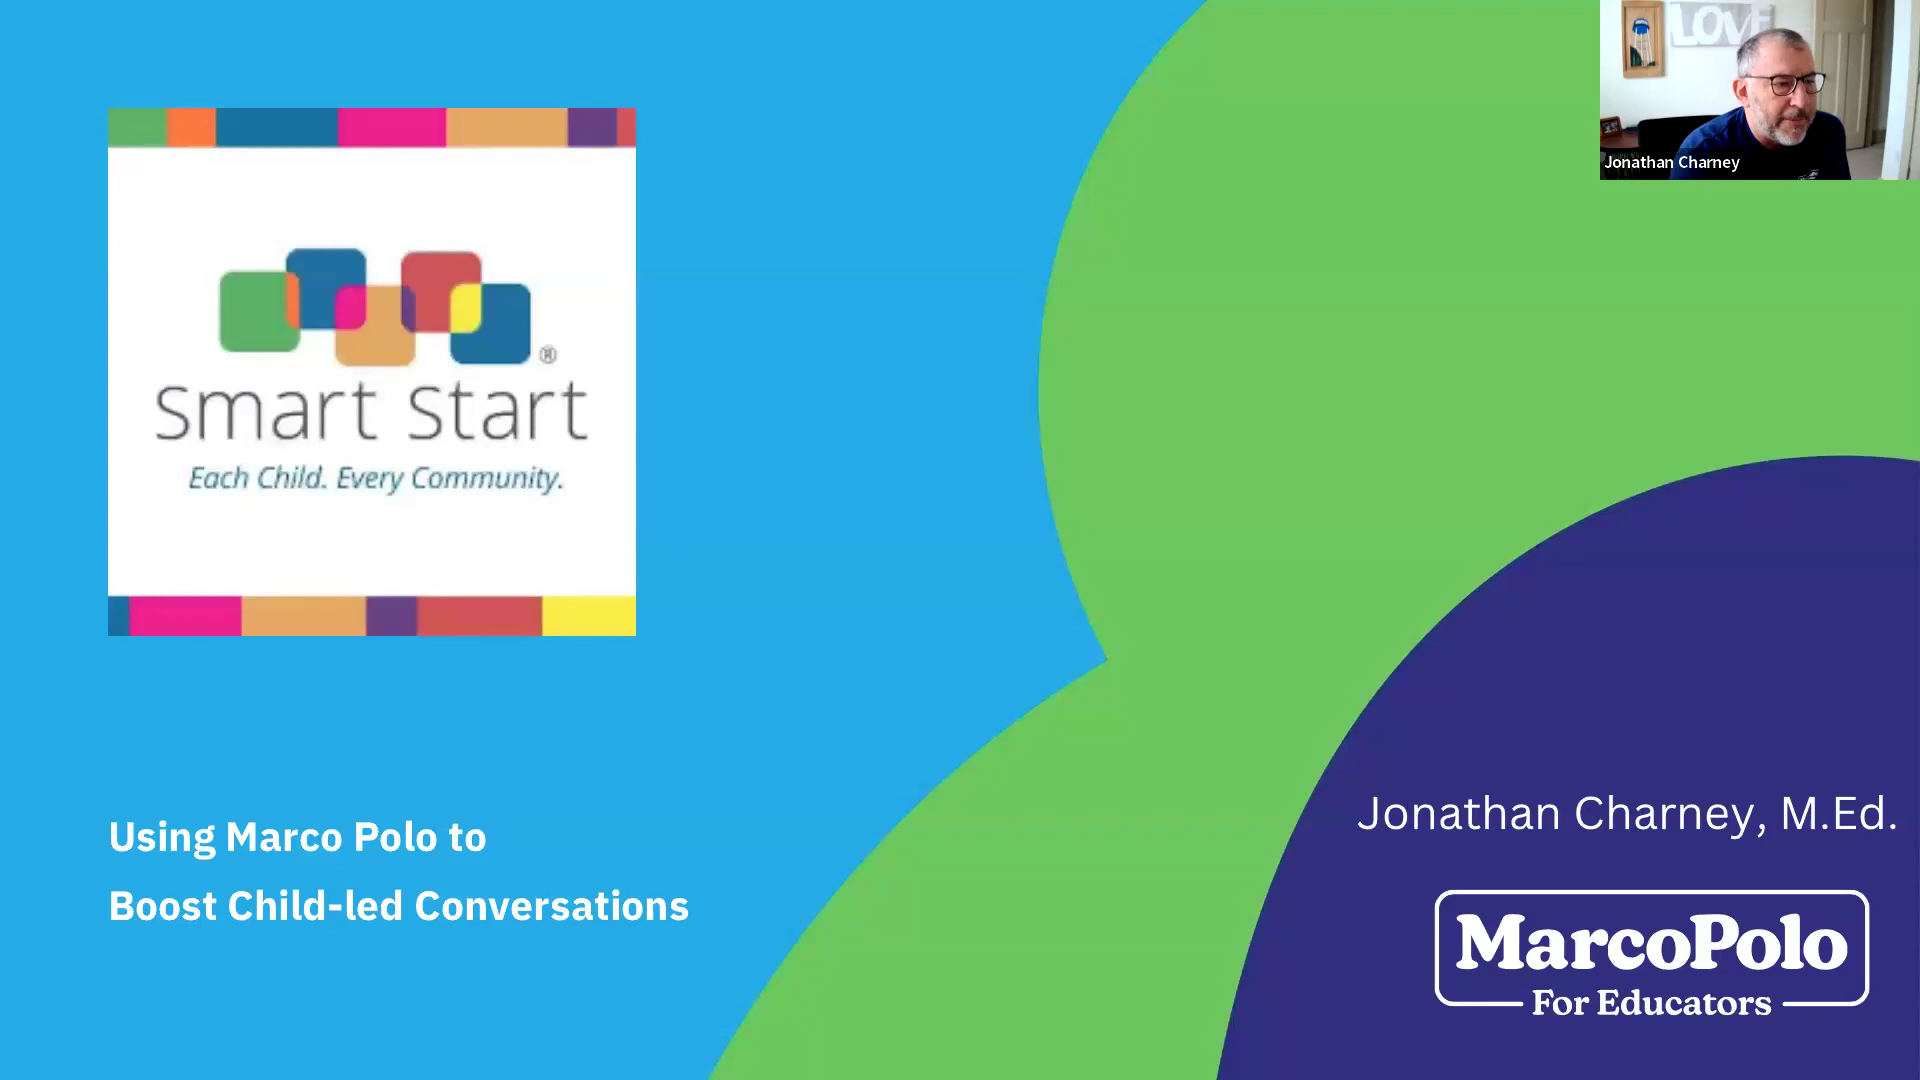 LOVE
Jonathan Charney
®
Smart Start
Each Child. Every Community.
Using Marco Polo to
Boost Child-led Conversations
Jonathan Charney, M.Ed.
MarcoPolo
For Educators